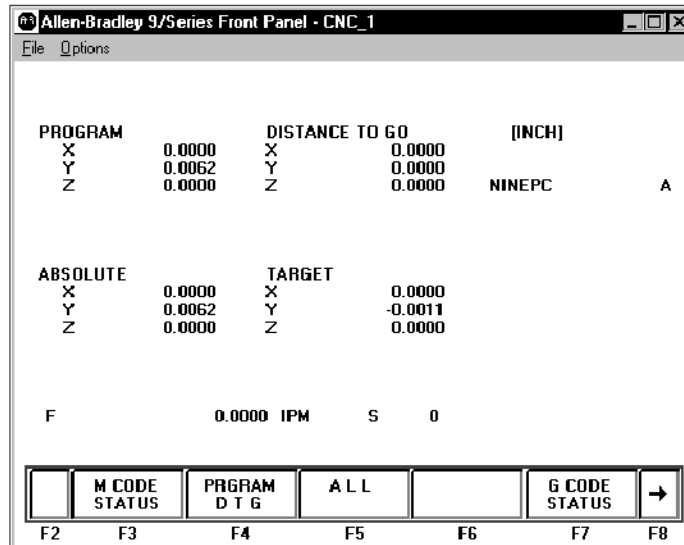 Allen-Bradley 9/Series Front Panel - CNC_1
File Options
PROGRAM DISTANCE TO GO [INCH]
X 0.0000 X 0.0000
Y 0.0062 Y 0.0000
Z 0.0000 Z 0.0000 NINEPC A
ABSOLUTE TARGET
X 0.0000 X 0.0000
Y 0.0062 Y -0.0011
Z 0.0000 Z 0.0000
F 0.0000 IPM S 0
M CODE PRGRAM ALL G CODE
STATUS DTG STATUS
F2 F3 F4 F5 F6 F7 F8